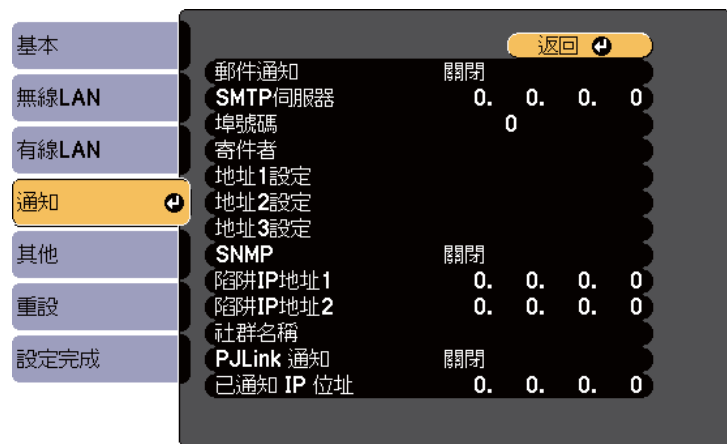 基本
無線LAN
有線LAN
通知
其他
重設
設定完成
返回
郵件通知 關閉
SMTP伺服器 0. 0. 0. 0
埠號碼 0
寄件者
地址1設定
地址2設定
地址3設定
SNMP 關閉
陷阱IP地址1 0. 0. 0. 0
陷阱IP地址2 0. 0. 0. 0
社群名稱
PJLink 通知 關閉
已通知 IP 位址 0. 0. 0. 0